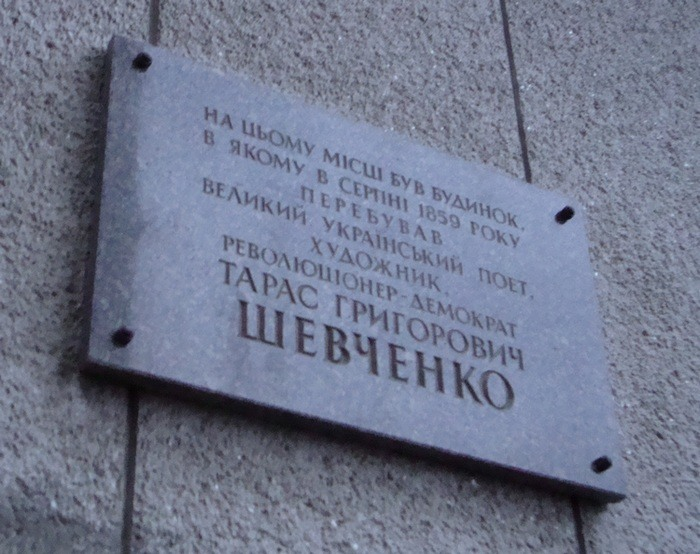 НА ЦЬОМУ МІСЦІ БУВ БУДИНОК,
В ЯКОМУ В СЕРПНІ 1859 РОКУ
ПЕРЕБУВАВ
ВЕЛИКИЙ УКРАЇНСЬКИЙ ПОЕТ,
ХУДОЖНИК,
РЕВОЛЮЦІОНЕР-ДЕМОКРАТ
ТАРАС ГРИГОРОВИЧ
ШЕВЧЕНКО